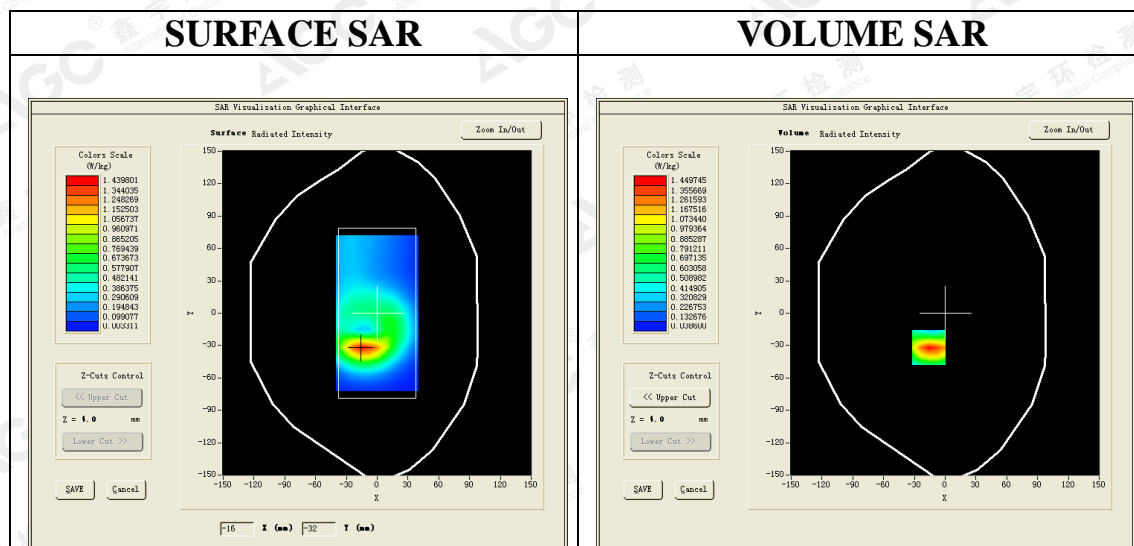 SURFACE SAR
VOLUME SAR
SAR Visualisation Graphical Interface
Surface Radiated Intensity
Zoom In/Out
Colors Scale
(W/kg)
1.439801
1.344035
1.248269
1.152503
1.056737
0.960971
0.865205
0.769439
0.673673
0.577907
0.482141
0.386375
0.290609
0.194843
0.099077
0.003311
150
120
90
60
30
0
-30
-60
-90
-120
-150
Y
-150 -120 -90 -60 -30 0 30 60 90 120 150
X
Z-Cuts Control
<< Upper Cut
Z = 4.0 mm
Lower Cut >>
SAVE Cancel
-16 X (mm) -32 Y (mm)
SAR Visualisation Graphical Interface
Volume Radiated Intensity
Zoom In/Out
Colors Scale
(W/kg)
1.449745
1.355669
1.261593
1.167516
1.073440
0.979364
0.885287
0.791211
0.697135
0.603058
0.508982
0.414905
0.320829
0.226753
0.132676
0.038600
150
120
90
60
30
0
-30
-60
-90
-120
-150
Y
-150 -120 -90 -60 -30 0 30 60 90 120 150
X
Z-Cuts Control
<< Upper Cut
Z = 4.0 mm
Lower Cut >>
SAVE Cancel